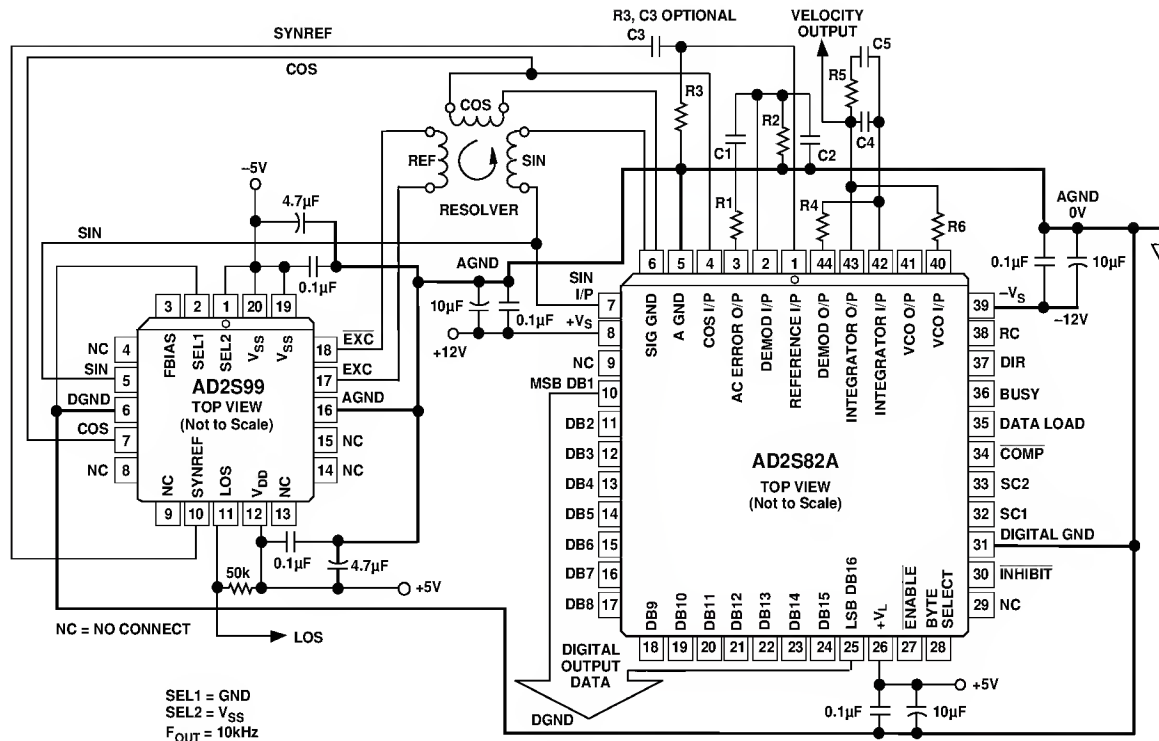 R3, C3 OPTIONAL
VELOCITY
OUTPUT
SYNREF
C3
C5
COS
R5
R3
COS
R2
C1
C2
C4
REF
SIN
–5V
RESOLVER
R1
R4
R6
AGND
0V
4.7µF
SIN
0.1µF
AGND
10µF
0.1µF
+12V
0.1µF
10µF
–12V
3
2
1
20
19
FBIAS
SEL1
SEL2
VSS
VSS
NC 4
SIN 5
DGND 6
COS 7
NC 8
AD2S99
TOP VIEW
(Not to Scale)
18 EXC
17 EXC
16 AGND
15 NC
14 NC
NC
SYNREF
LOS
VDD
NC
9
10
11
12
13
0.1µF
4.7µF
50k
+5V
LOS
NC = NO CONNECT
SEL1 = GND
SEL2 = VSS
FOUT = 10kHz
6
5
4
3
2
1
44
43
42
41
40
SIG GND
A GND
COS I/P
AC ERROR O/P
DEMOD I/P
REFERENCE I/P
DEMOD O/P
INTEGRATOR O/P
INTEGRATOR I/P
VCO O/P
VCO I/P
SIN
I/P 7
+VS 8
NC 9
MSB DB1 10
DB2 11
DB3 12
DB4 13
DB5 14
DB6 15
DB7 16
DB8 17
AD2S82A
TOP VIEW
(Not to Scale)
39 –VS
38 RC
37 DIR
36 BUSY
35 DATA LOAD
34 COMP
33 SC2
32 SC1
31 DIGITAL GND
30 INHIBIT
29 NC
DB9
DB10
DB11
DB12
DB13
DB14
DB15
LSB DB16
+VL
ENABLE
BYTE
SELECT
18
19
20
21
22
23
24
25
26
27
28
DIGITAL
OUTPUT
DATA
DGND
+5V
0.1µF
10µF